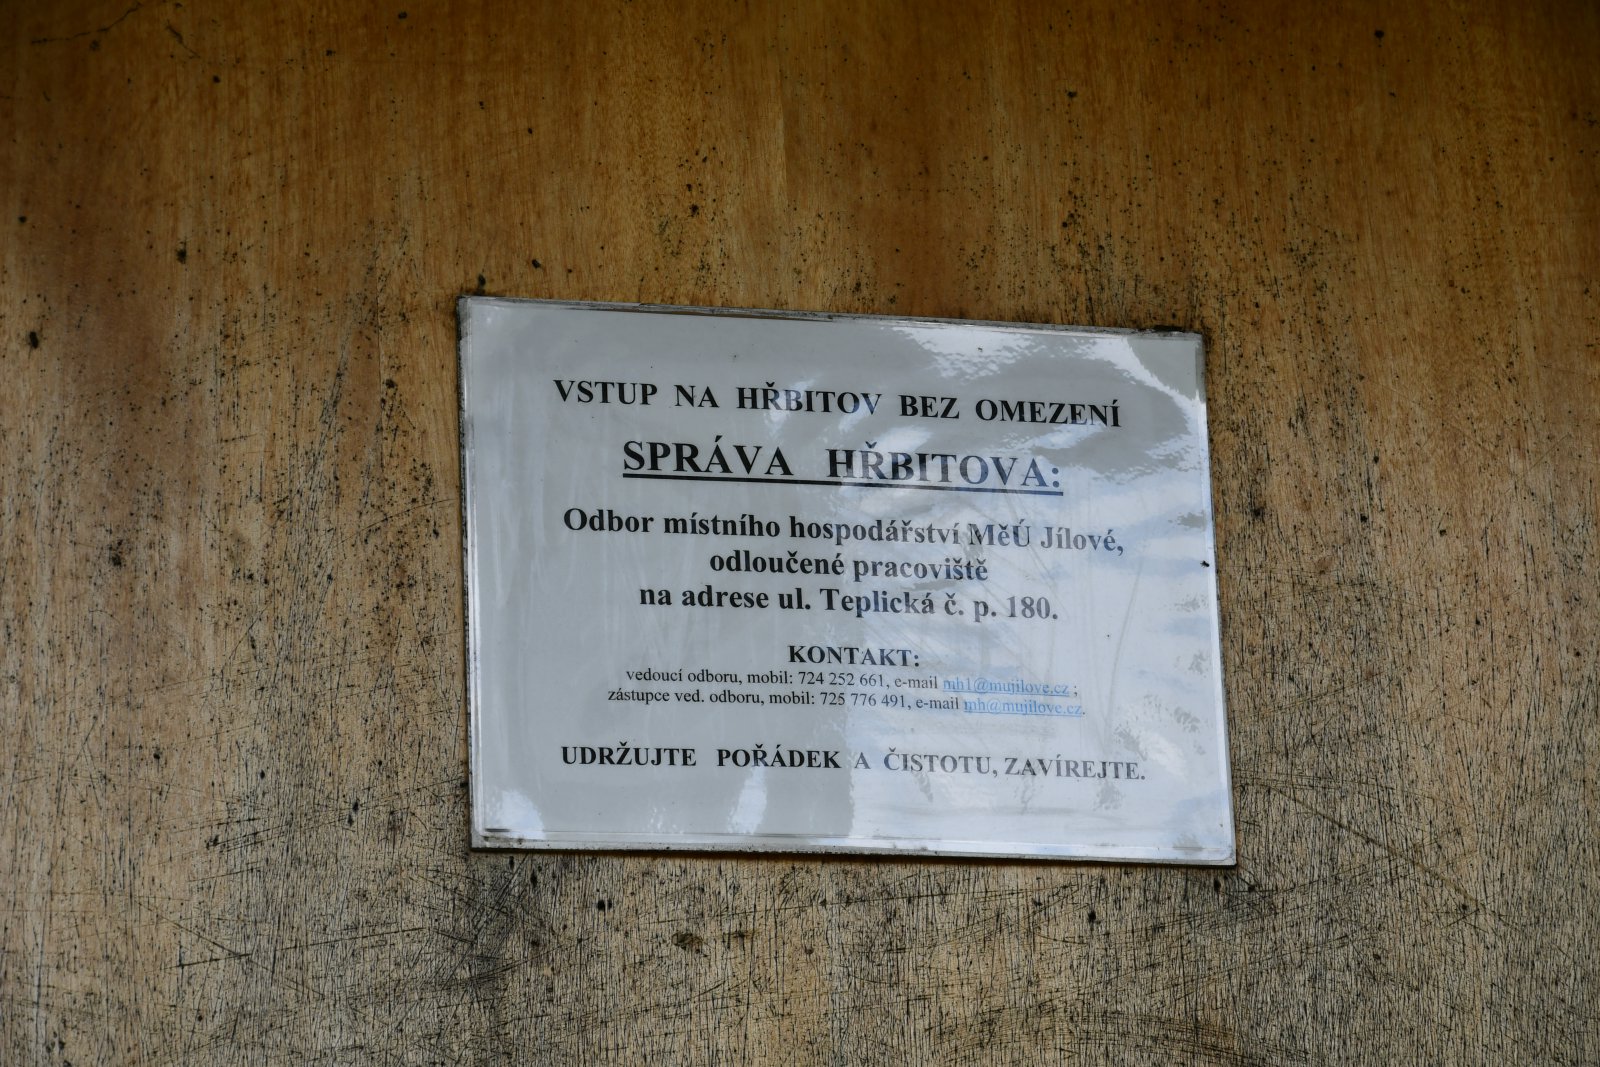 VSTUP NA HŘBITOV BEZ OMEZENÍ
SPRÁVA HŘBITOVA:
Odbor místního hospodářství MěÚ Jílové,
odloučené pracoviště
na adrese ul. Teplická č. p. 180.
KONTAKT:
vedoucí odboru, mobil: 724 252 661, e-mail mh1@mujilove.cz ;
zástupce ved. odboru, mobil: 725 776 491, e-mail mh@mujilove.cz.
UDRŽUJTE POŘÁDEK A ČISTOTU, ZAVÍREJTE.